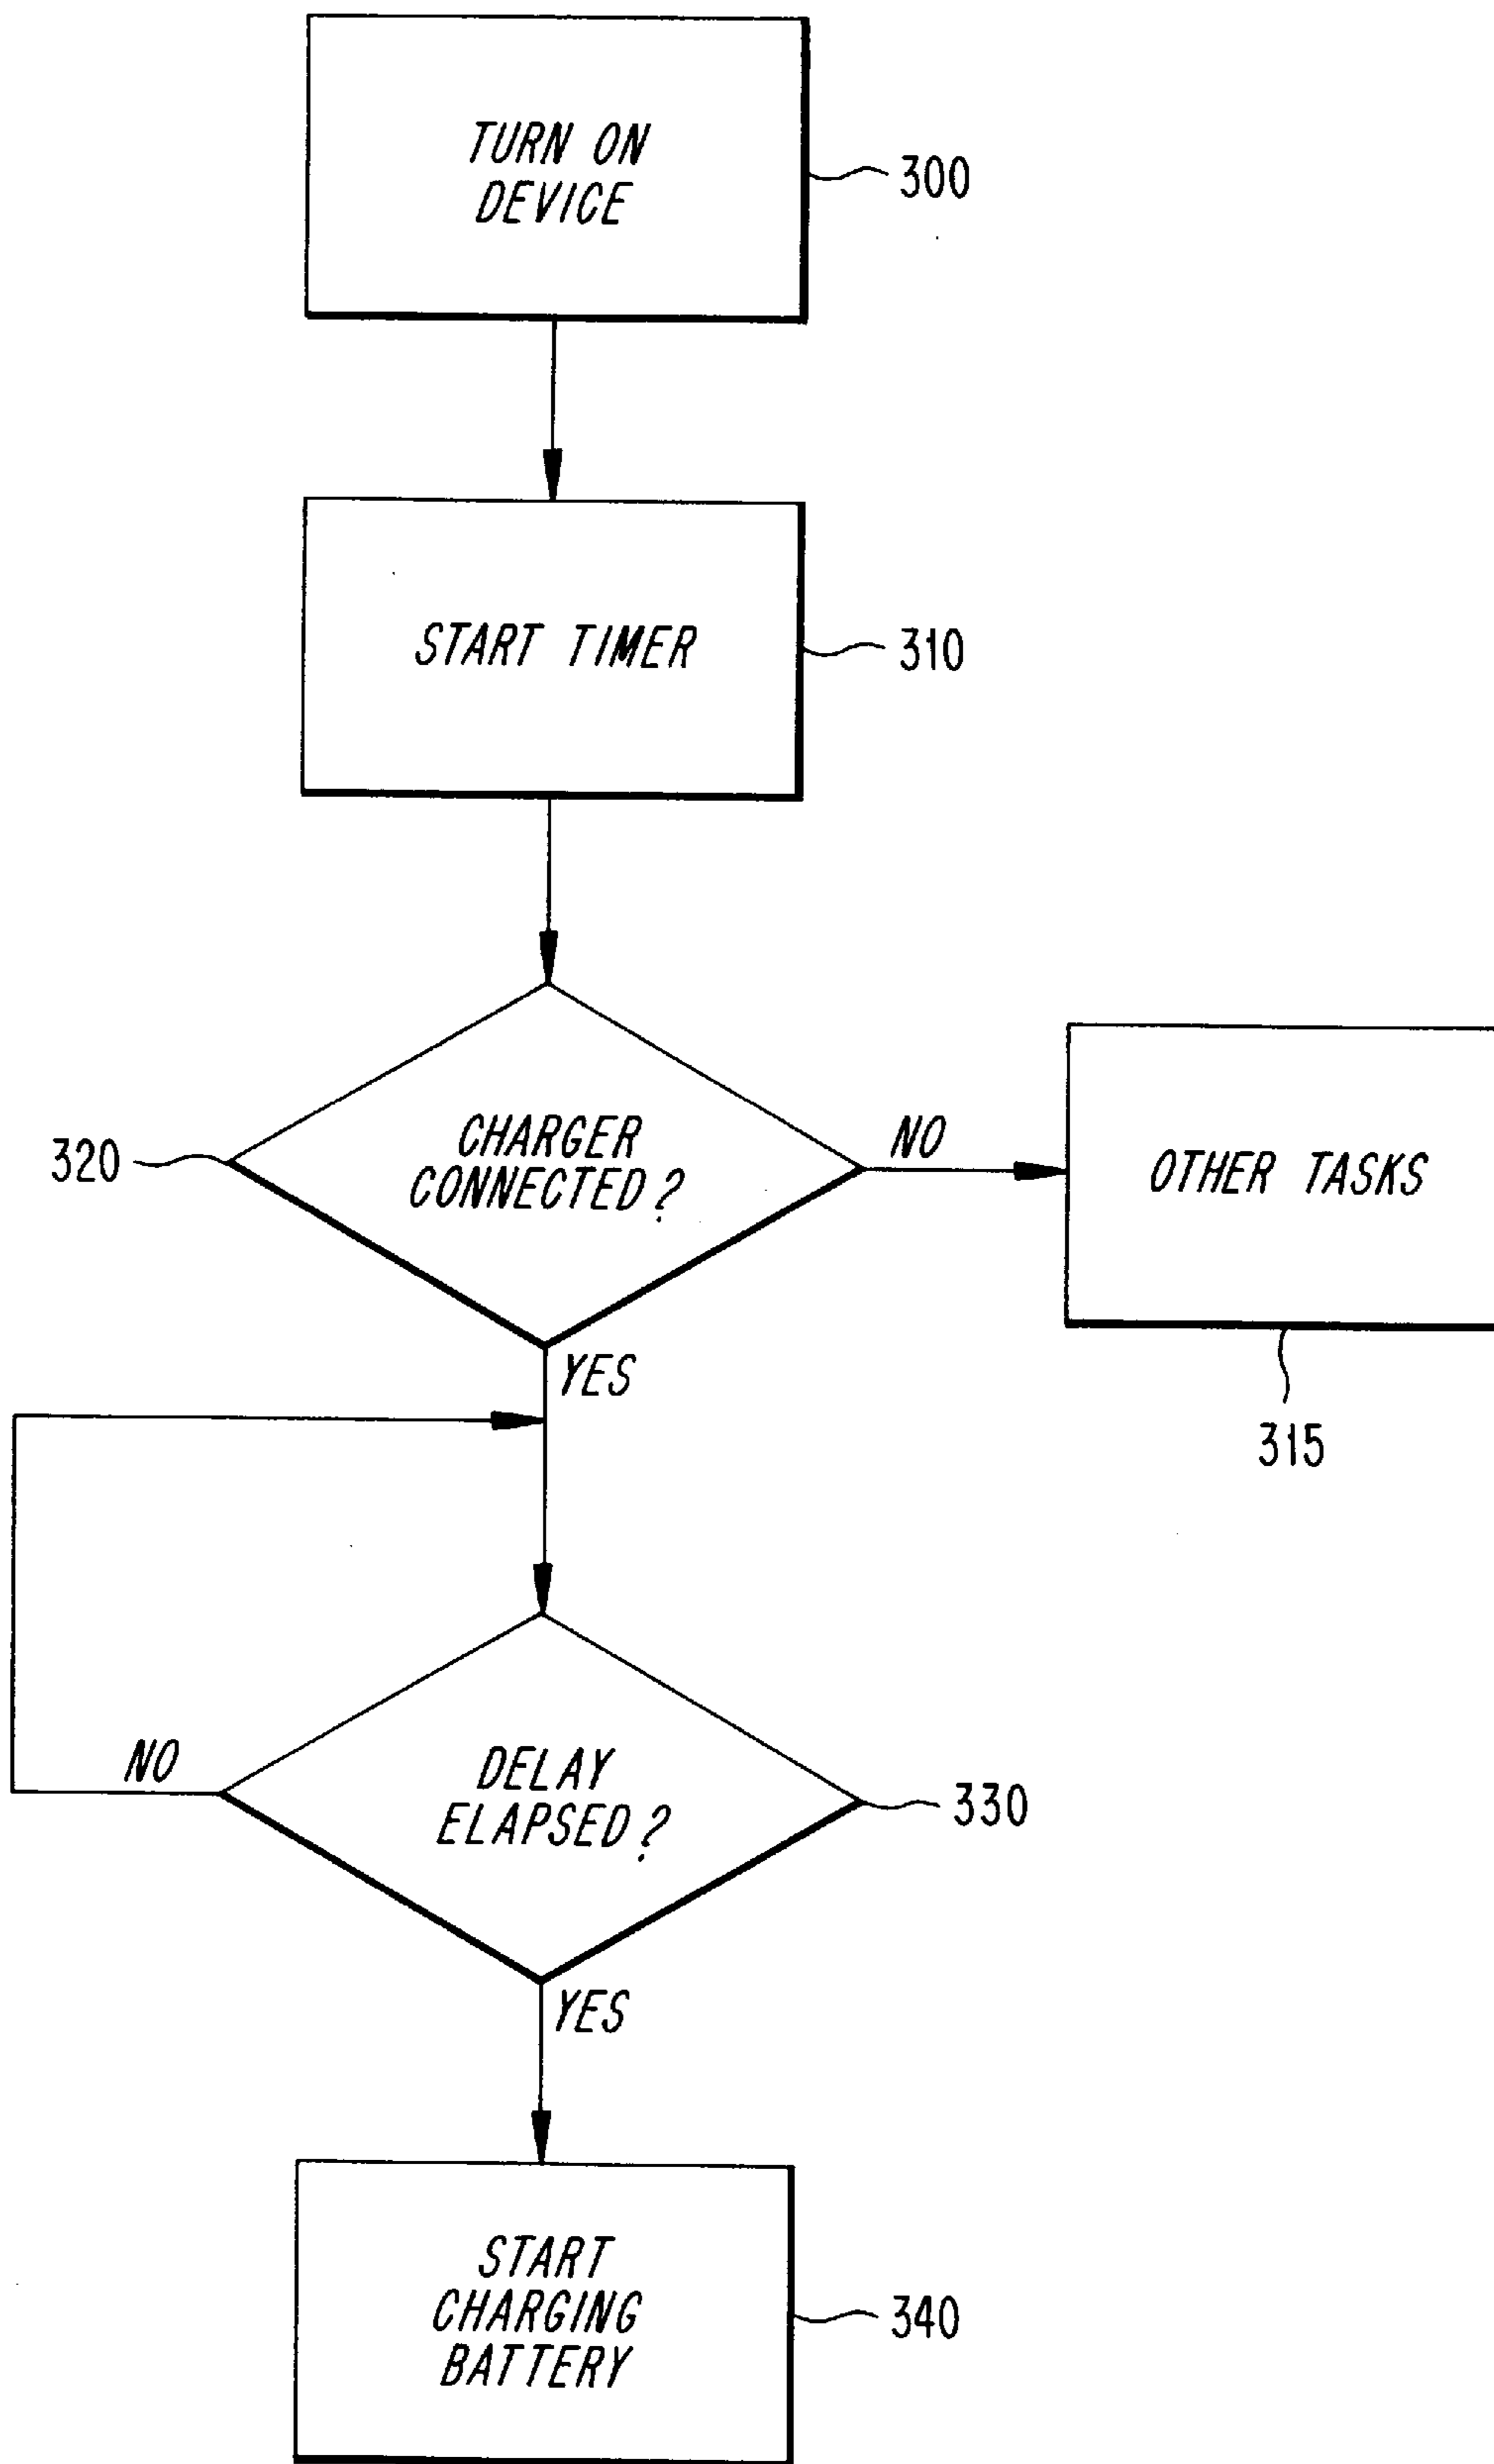 TURN ON
DEVICE
300
START TIMER
310
CHARGER
CONNECTED?
320
NO
OTHER TASKS
315
YES
DELAY
ELAPSED?
NO
330
YES
START
CHARGING
BATTERY
340